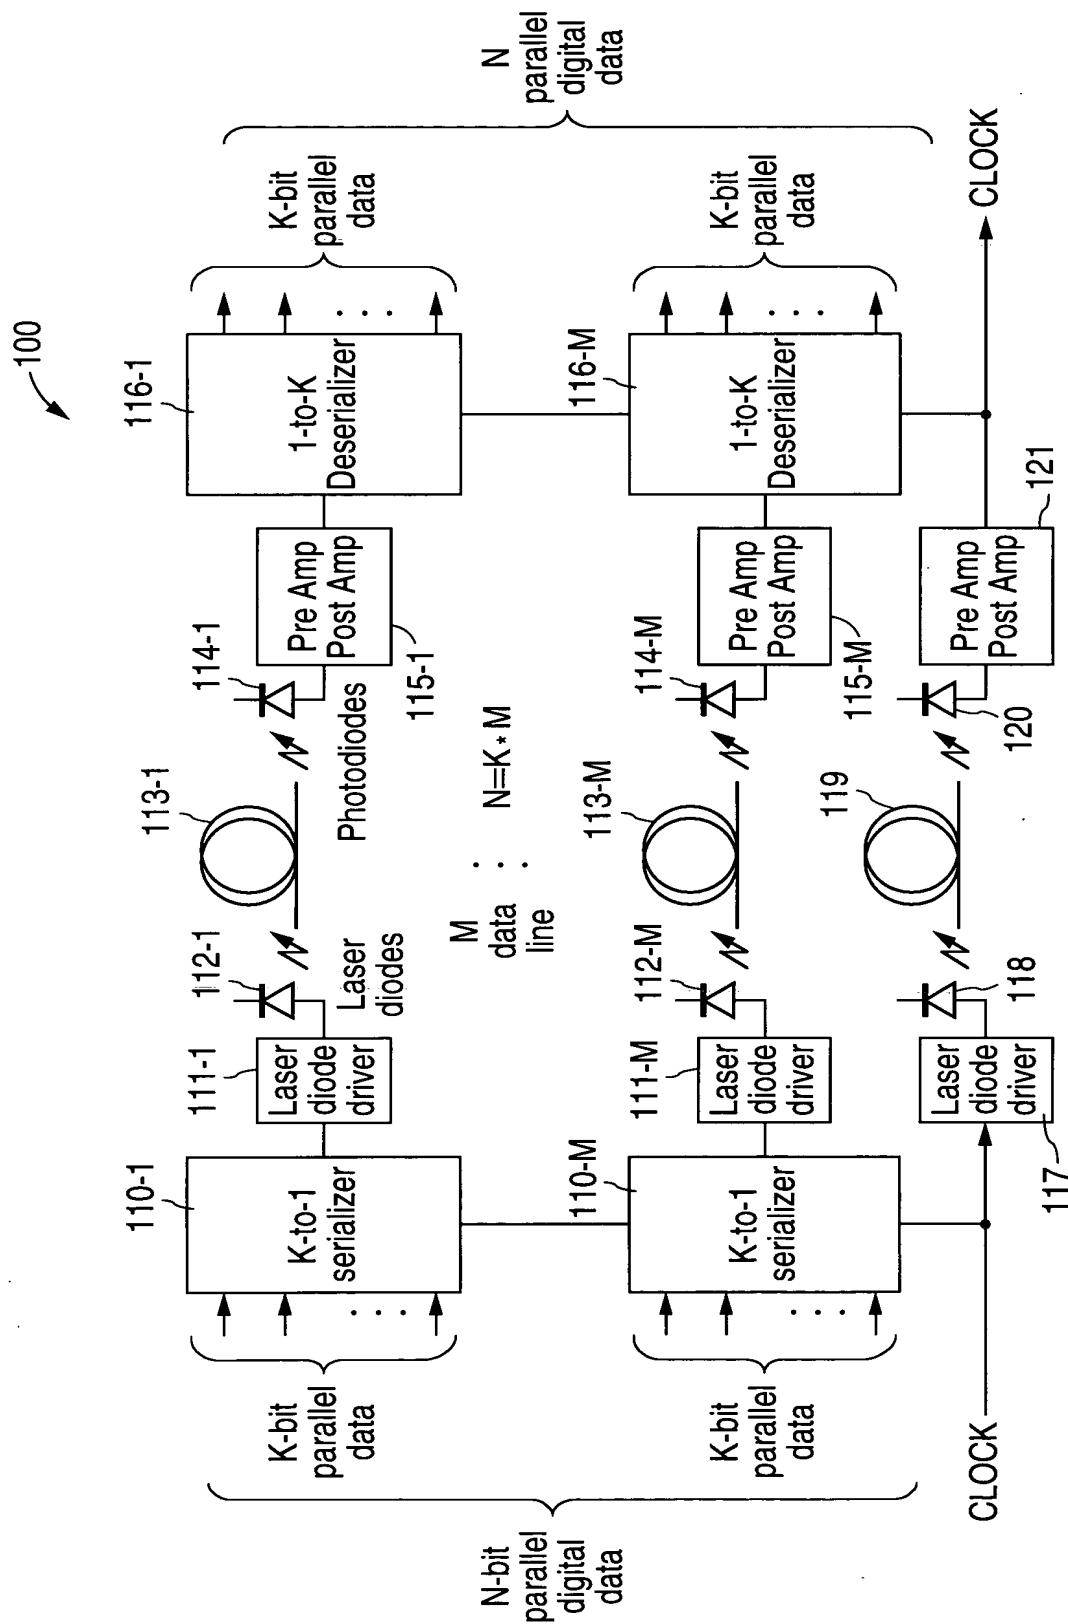 100
N-bit
parallel
digital
data
K-bit
parallel
data
110-1
K-to-1
serializer
111-1
Laser
diode
driver
112-1
Laser
diodes
113-1
114-1
Photodiodes
Pre Amp
Post Amp
115-1
116-1
1-to-K
Deserializer
K-bit
parallel
data
N
parallel
digital
data
M
data
line
N=K*M
K-bit
parallel
data
110-M
K-to-1
serializer
111-M
Laser
diode
driver
112-M
113-M
114-M
Pre Amp
Post Amp
115-M
116-M
1-to-K
Deserializer
K-bit
parallel
data
CLOCK
Laser
diode
driver
117
118
119
120
Pre Amp
Post Amp
121
CLOCK